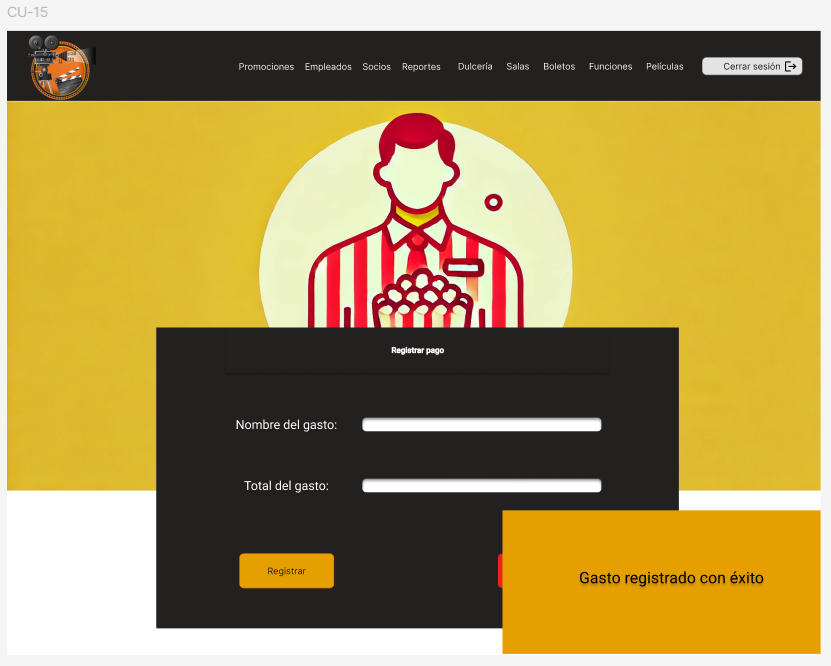 CU-15
Promociones Empleados Socios Reportes Dulcería Salas Boletos Funciones Películas Cerrar sesión
Registrar pago
Nombre del gasto:
Total del gasto:
Registrar
Gasto registrado con éxito